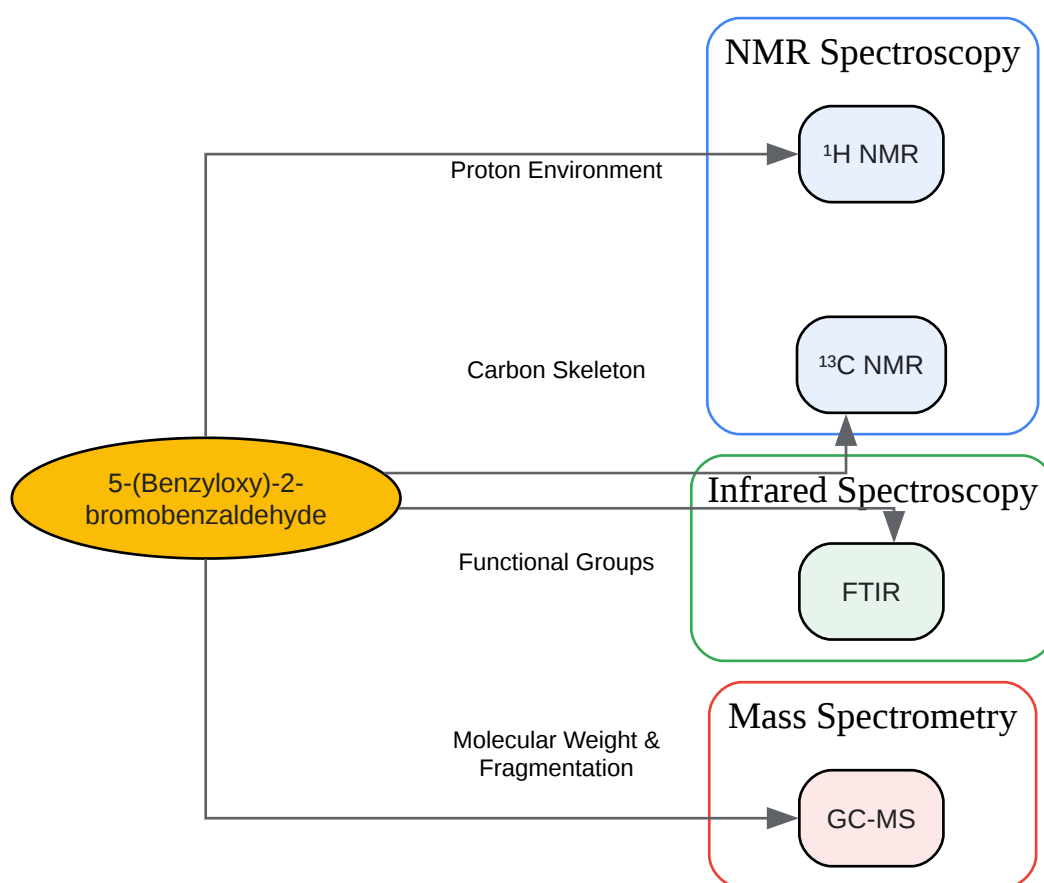 NMR Spectroscopy
¹H NMR
Proton Environment
¹³C NMR
Carbon Skeleton
5-(Benzyloxy)-2-
bromobenzaldehyde
Infrared Spectroscopy
Functional Groups
FTIR
Mass Spectrometry
Molecular Weight &
Fragmentation
GC-MS